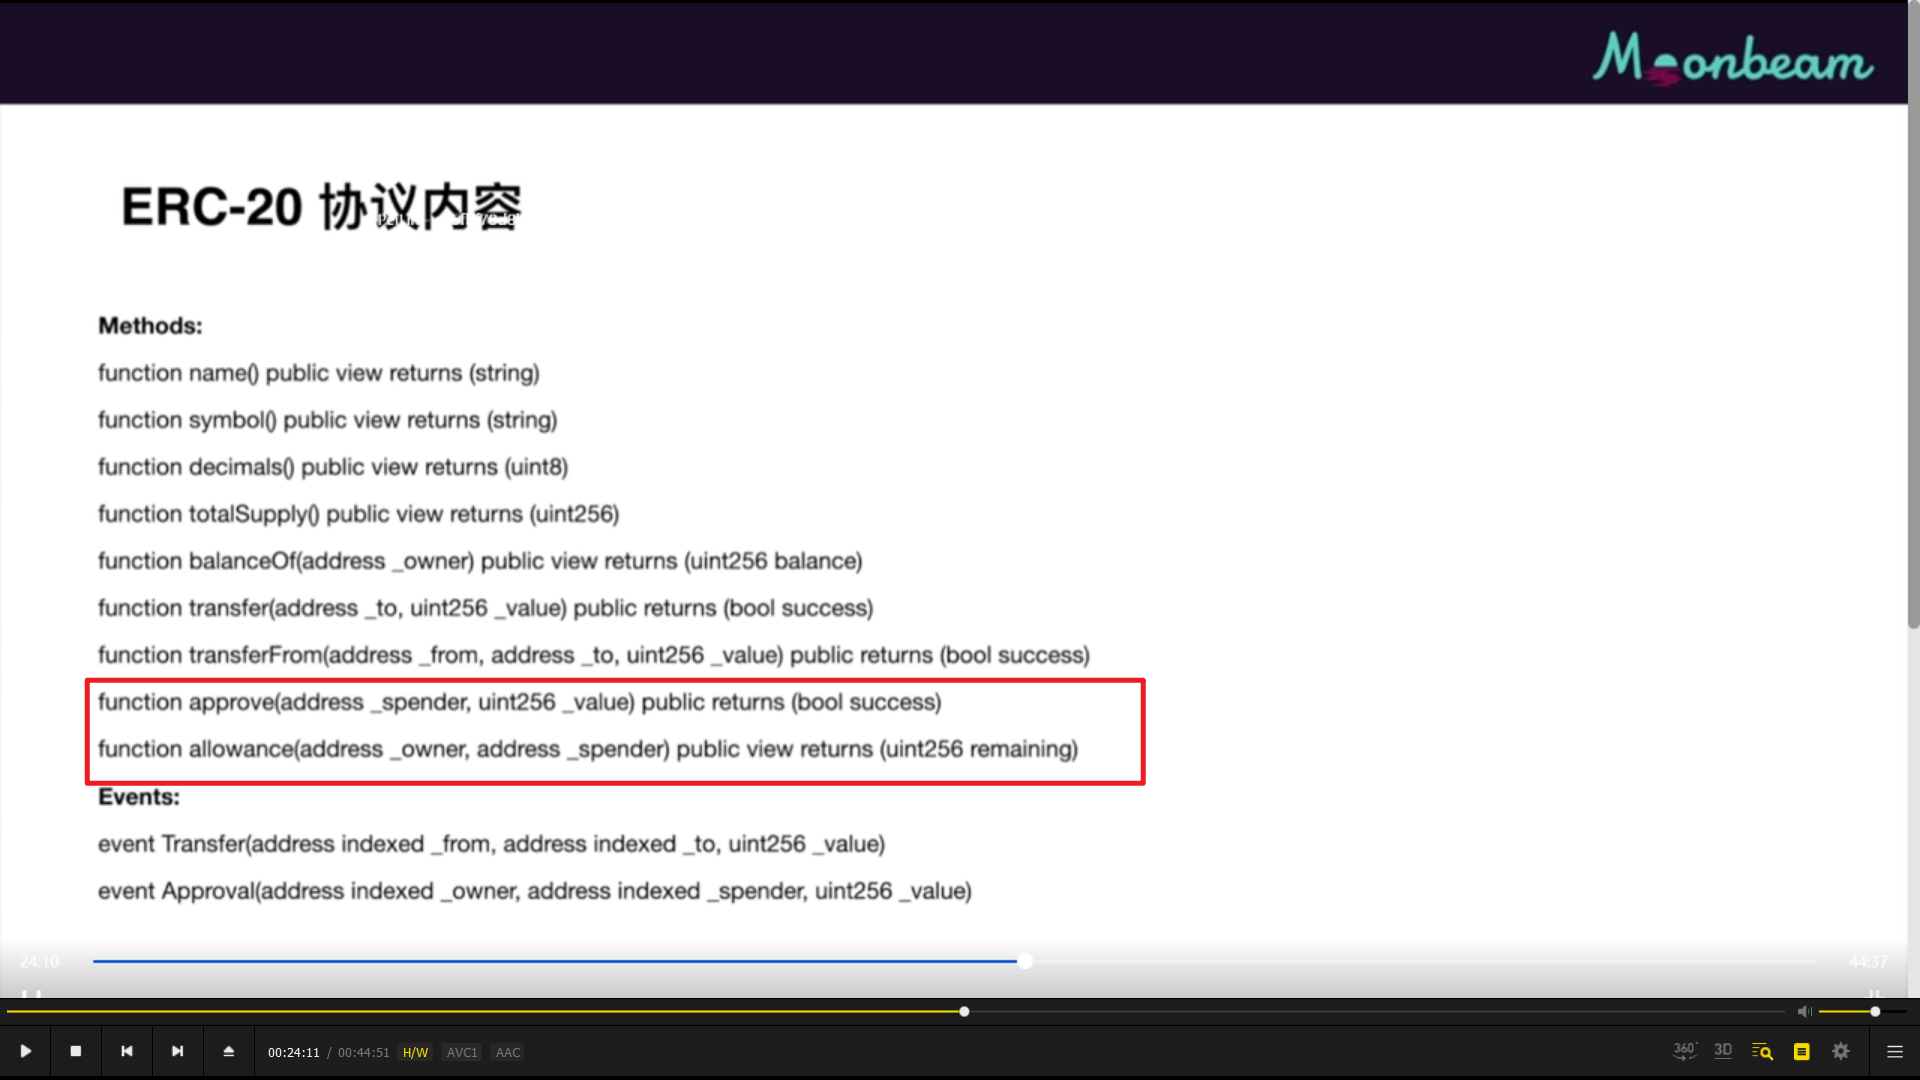 Moonbeam
ERC-20 协议内容
Methods:
function name() public view returns (string)
function symbol() public view returns (string)
function decimals() public view returns (uint8)
function totalSupply() public view returns (uint256)
function balanceOf(address _owner) public view returns (uint256 balance)
function transfer(address _to, uint256 _value) public returns (bool success)
function transferFrom(address _from, address _to, uint256 _value) public returns (bool success)
function approve(address _spender, uint256 _value) public returns (bool success)
function allowance(address _owner, address _spender) public view returns (uint256 remaining)
Events:
event Transfer(address indexed _from, address indexed _to, uint256 _value)
event Approval(address indexed _owner, address indexed _spender, uint256 _value)
24:10 44:37
00:24:11 / 00:44:51 H/W AVC1 AAC 360° 3D